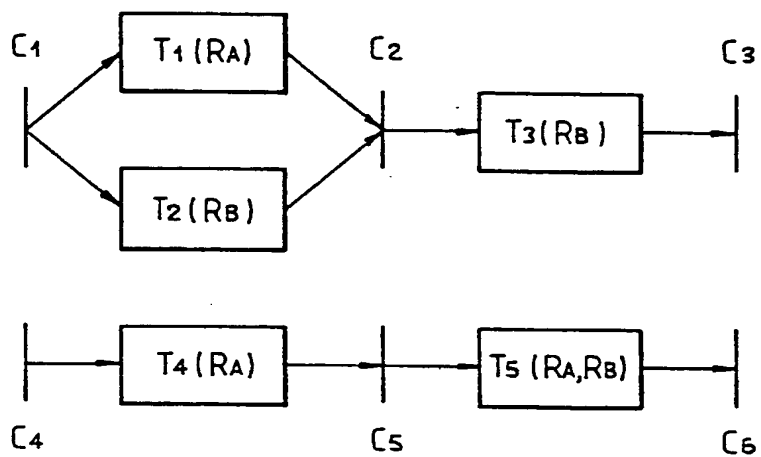 C1
T1(RA)
C2
C3
T3(RB)
T2(RB)
T4(RA)
T5(RA,RB)
C4
C5
C6